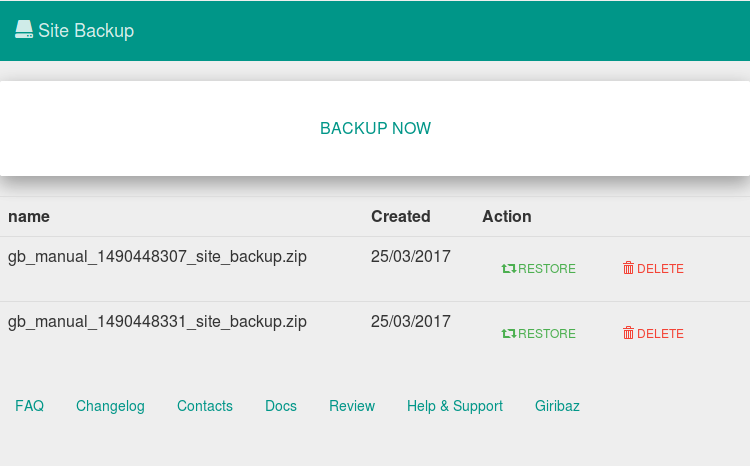 Site Backup
BACKUP NOW
name Created Action
gb_manual_1490448307_site_backup.zip 25/03/2017 RESTORE DELETE
gb_manual_1490448331_site_backup.zip 25/03/2017 RESTORE DELETE
FAQ Changelog Contacts Docs Review Help & Support Giribaz